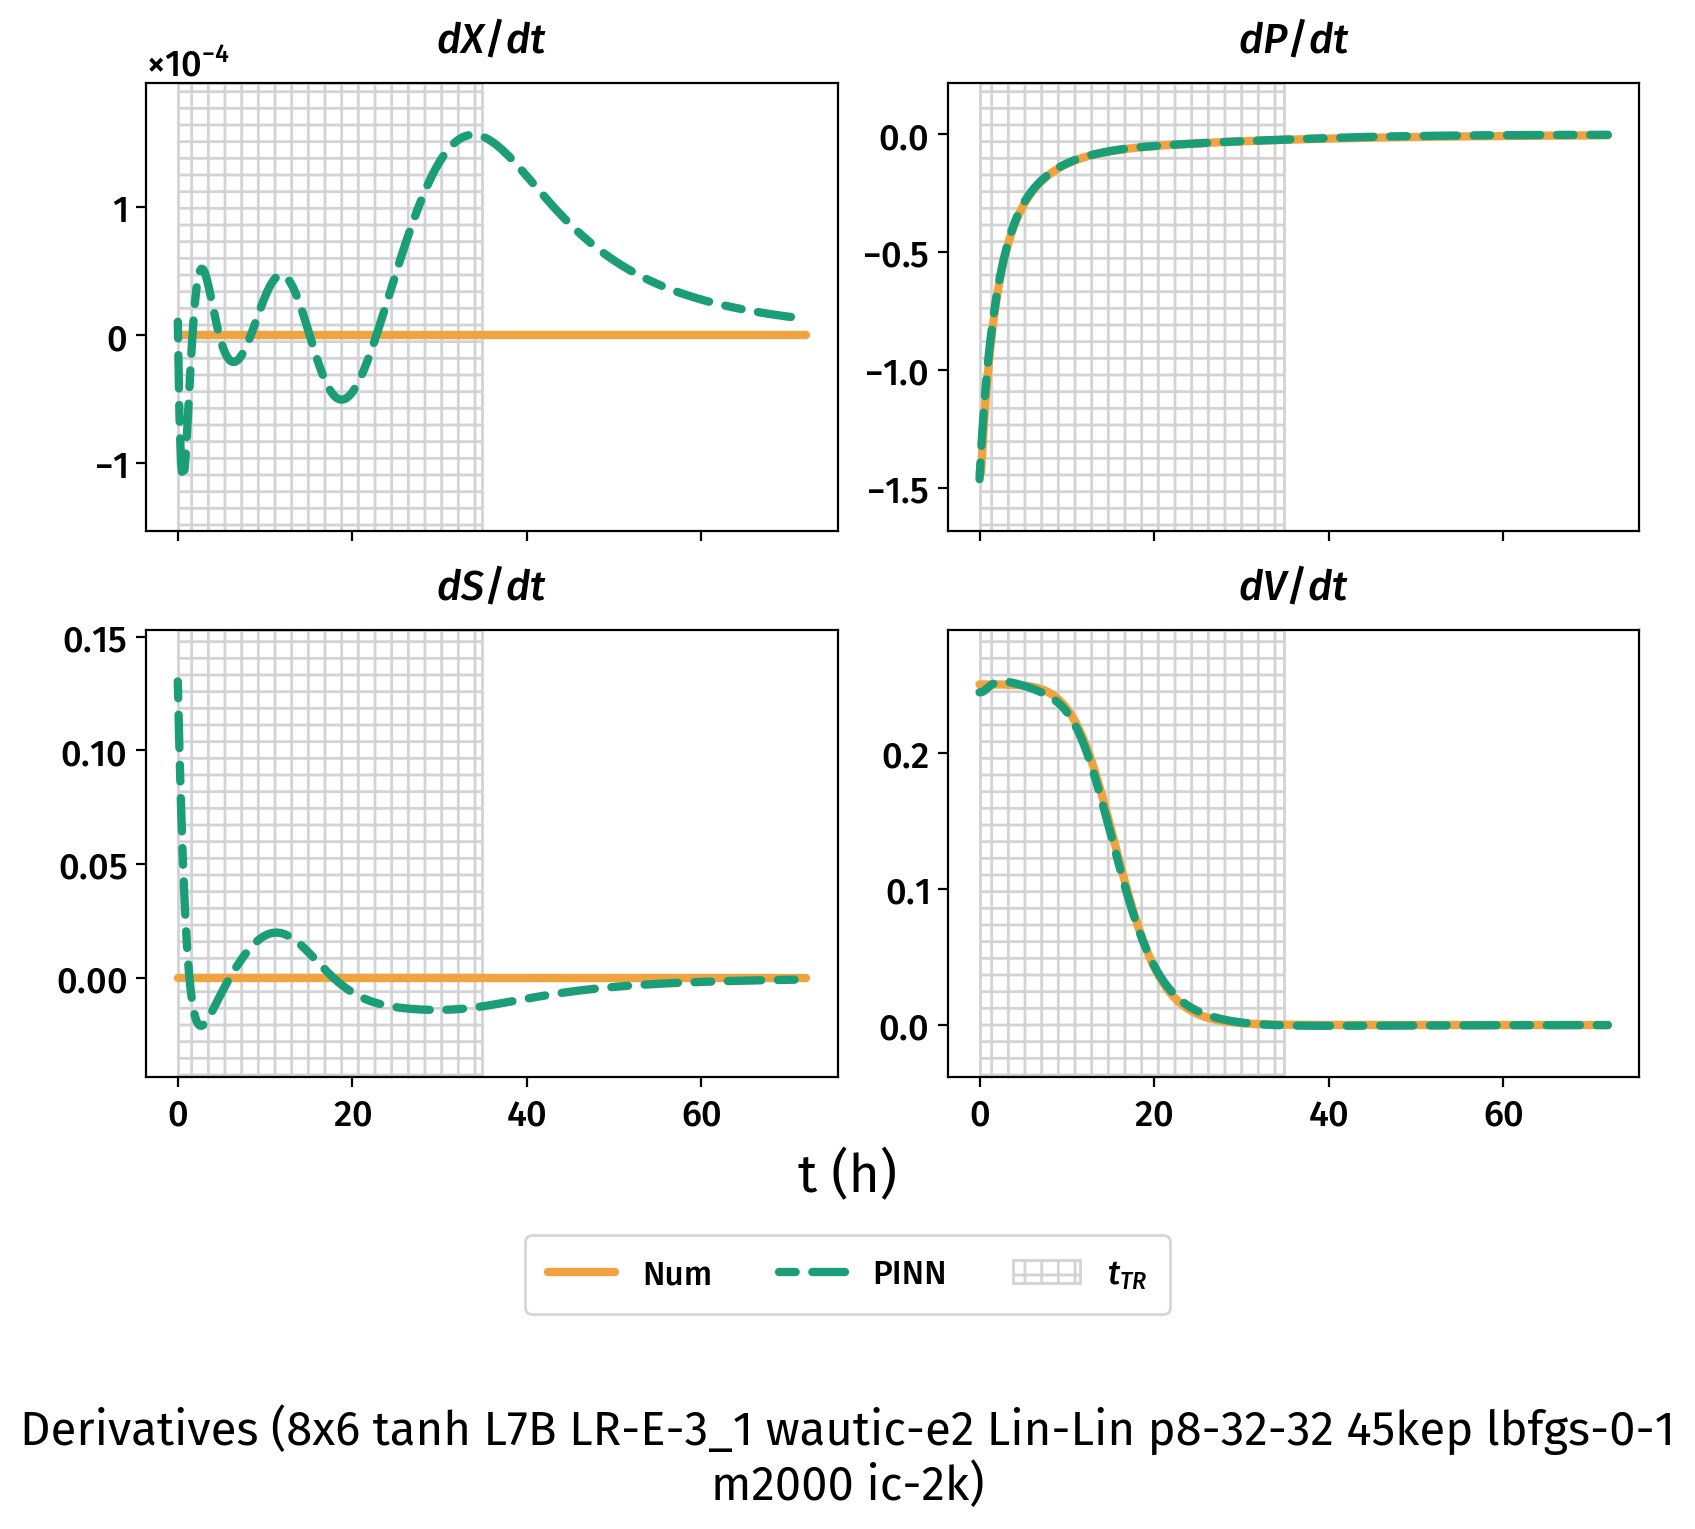 dX/dt
×10⁻⁴
1
0
−1
dP/dt
0.0
−0.5
−1.0
−1.5
dS/dt
0.15
0.10
0.05
0.00
0 20 40 60
dV/dt
0.2
0.1
0.0
0 20 40 60
t (h)
Num PINN t_TR
Derivatives (8x6 tanh L7B LR-E-3_1 wautic-e2 Lin-Lin p8-32-32 45kep lbfgs-0-1
m2000 ic-2k)